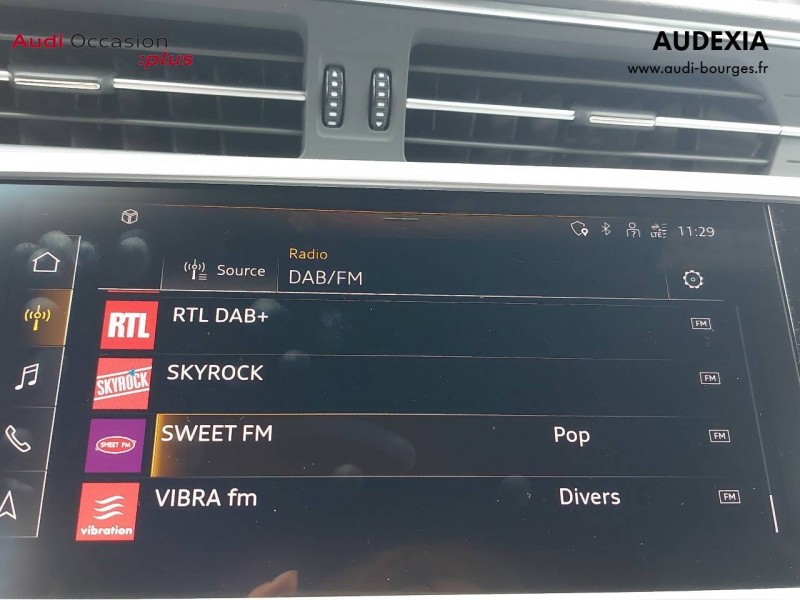 Audi Occasion
:plus
AUDEXIA
www.audi-bourges.fr
LTE
11:29
Source
Radio
DAB/FM
RTL
RTL DAB+
FM
SKYROCK
SKYROCK
FM
SWEET FM
SWEET FM
Pop
FM
vibration
VIBRA fm
Divers
FM